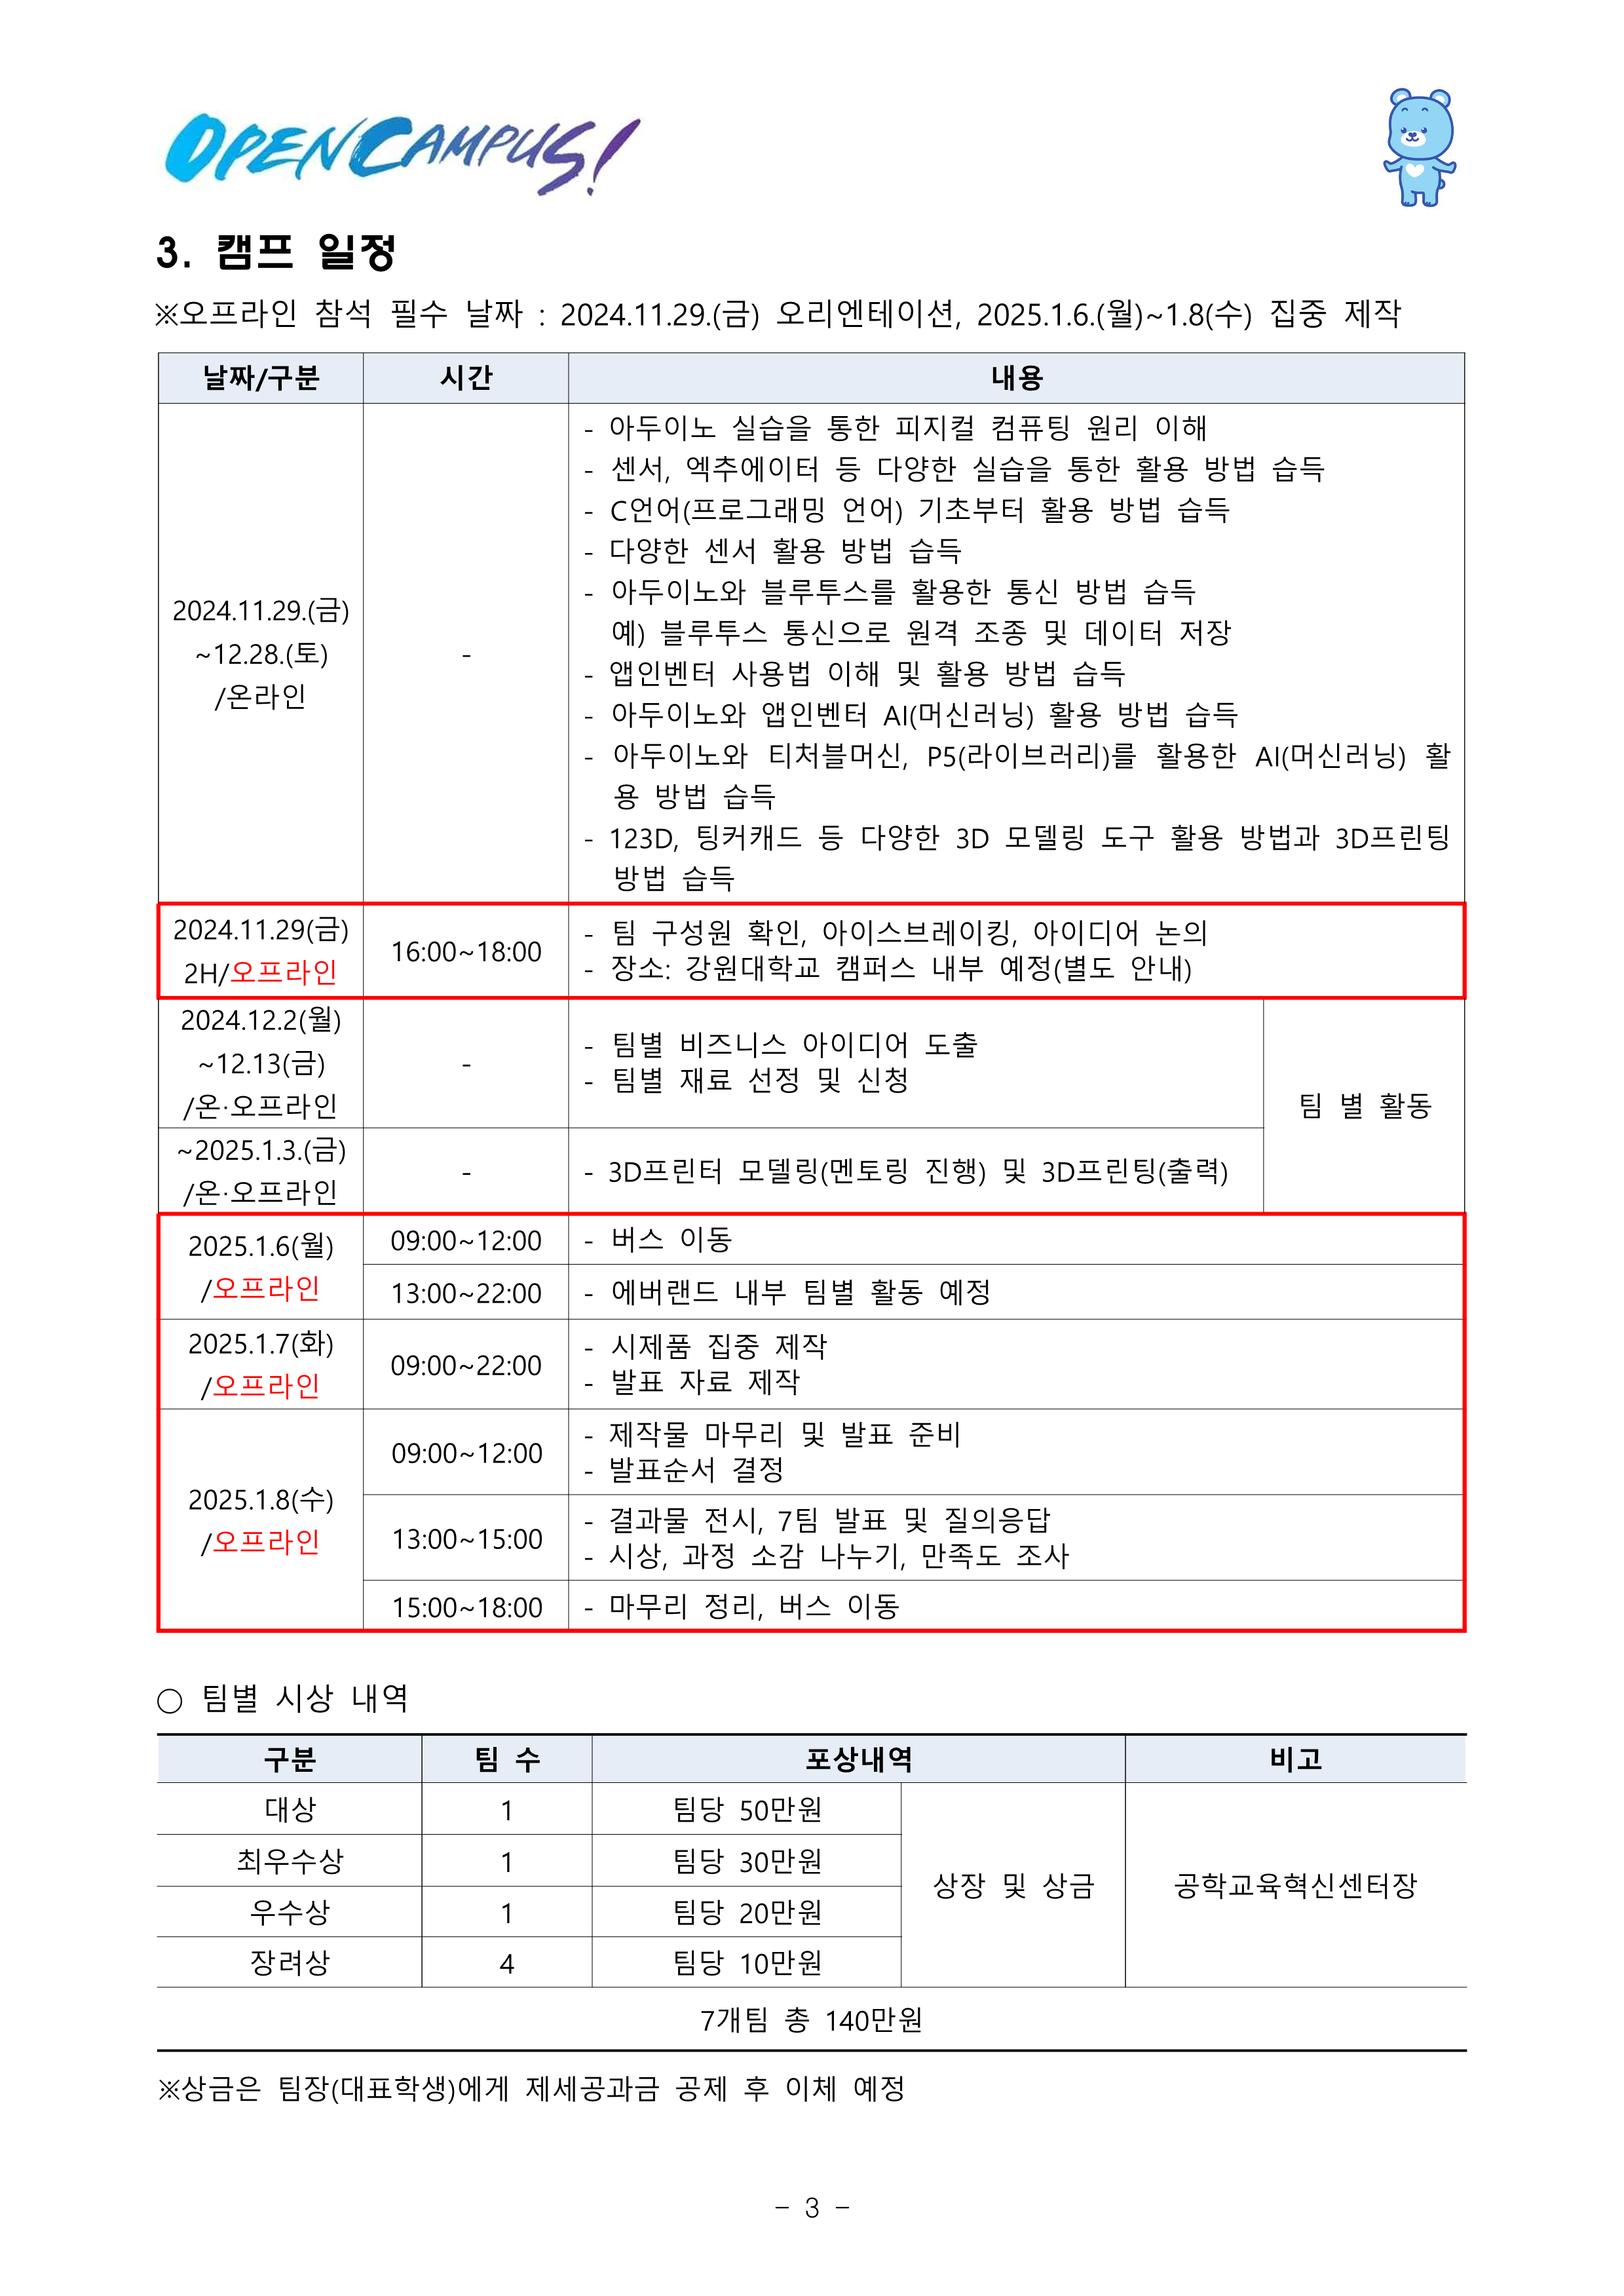 OPEN CAMPUS!
3. 캠프 일정
※오프라인 참석 필수 날짜 : 2024.11.29.(금) 오리엔테이션, 2025.1.6.(월)~1.8(수) 집중 제작
날짜/구분 시간 내용
2024.11.29.(금)
~12.28.(토)
/온라인
-
- 아두이노 실습을 통한 피지컬 컴퓨팅 원리 이해
- 센서, 엑추에이터 등 다양한 실습을 통한 활용 방법 습득
- C언어(프로그래밍 언어) 기초부터 활용 방법 습득
- 다양한 센서 활용 방법 습득
- 아두이노와 블루투스를 활용한 통신 방법 습득
예) 블루투스 통신으로 원격 조종 및 데이터 저장
- 앱인벤터 사용법 이해 및 활용 방법 습득
- 아두이노와 앱인벤터 AI(머신러닝) 활용 방법 습득
- 아두이노와 티처블머신, P5(라이브러리)를 활용한 AI(머신러닝) 활
용 방법 습득
- 123D, 팅커캐드 등 다양한 3D 모델링 도구 활용 방법과 3D프린팅
방법 습득
2024.11.29(금)
2H/오프라인
16:00~18:00
- 팀 구성원 확인, 아이스브레이킹, 아이디어 논의
- 장소: 강원대학교 캠퍼스 내부 예정(별도 안내)
2024.12.2(월)
~12.13(금)
/온·오프라인
-
- 팀별 비즈니스 아이디어 도출
- 팀별 재료 선정 및 신청
팀 별 활동
~2025.1.3.(금)
/온·오프라인
-
- 3D프린터 모델링(멘토링 진행) 및 3D프린팅(출력)
2025.1.6(월)
/오프라인
09:00~12:00
- 버스 이동
13:00~22:00
- 에버랜드 내부 팀별 활동 예정
2025.1.7(화)
/오프라인
09:00~22:00
- 시제품 집중 제작
- 발표 자료 제작
2025.1.8(수)
/오프라인
09:00~12:00
- 제작물 마무리 및 발표 준비
- 발표순서 결정
13:00~15:00
- 결과물 전시, 7팀 발표 및 질의응답
- 시상, 과정 소감 나누기, 만족도 조사
15:00~18:00
- 마무리 정리, 버스 이동
○ 팀별 시상 내역
구분 팀 수 포상내역 비고
대상 1 팀당 50만원
최우수상 1 팀당 30만원
상장 및 상금 공학교육혁신센터장
우수상 1 팀당 20만원
장려상 4 팀당 10만원
7개팀 총 140만원
※상금은 팀장(대표학생)에게 제세공과금 공제 후 이체 예정
- 3 -